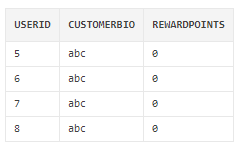 USERID CUSTOMERBIO REWARDPOINTS
5 abc 0
6 abc 0
7 abc 0
8 abc 0